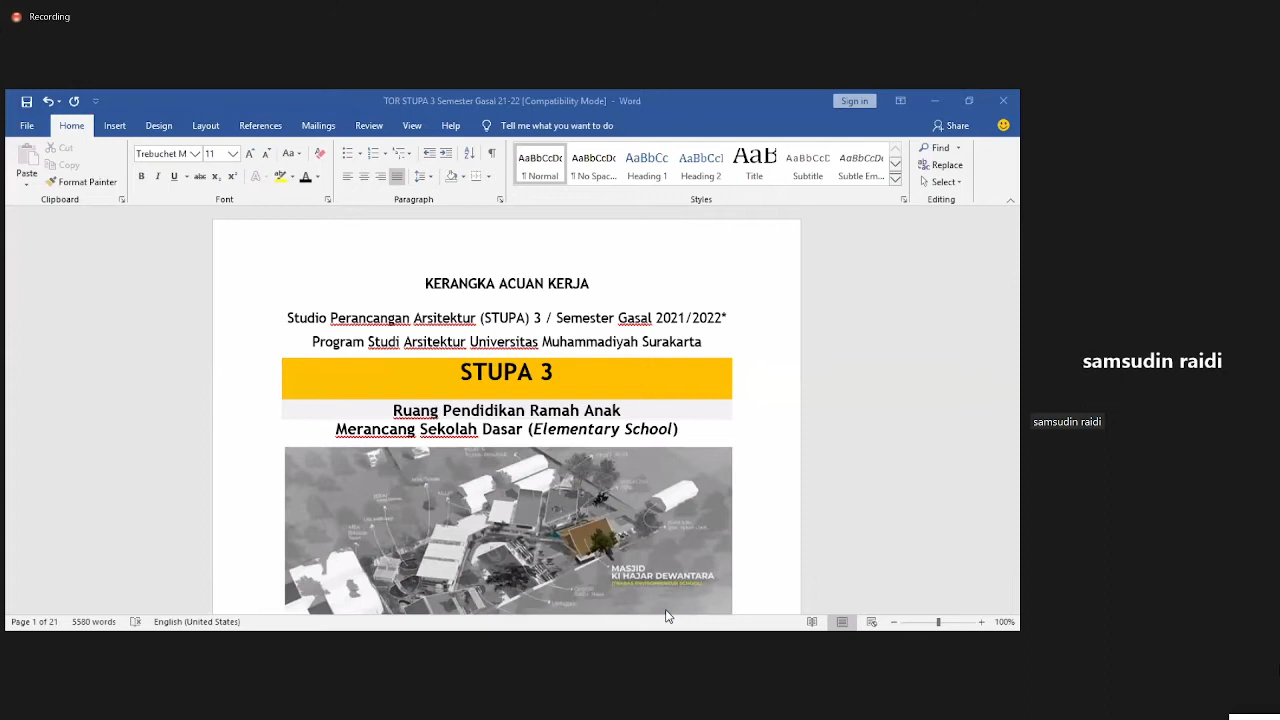 Recording
TOR STUPA 3 Semester Gasal 21-22 [Compatibility Mode] - Word
Sign in
File Home Insert Design Layout References Mailings Review View Help Tell me what you want to do Share
Paste
Cut
Copy
Format Painter
Clipboard
Trebuchet M 11
Font
Paragraph
AaBbCcDc AaBbCcDc AaBbCc AaBbCcI AaB AaBbCcD AaBbCcDc
¶ Normal ¶ No Spac... Heading 1 Heading 2 Title Subtitle Subtle Em...
Styles
Find
Replace
Select
Editing
KERANGKA ACUAN KERJA
Studio Perancangan Arsitektur (STUPA) 3 / Semester Gasal 2021/2022*
Program Studi Arsitektur Universitas Muhammadiyah Surakarta
STUPA 3
Ruang Pendidikan Ramah Anak
Merancang Sekolah Dasar (Elementary School)
MASJID
KI HAJAR DEWANTARA
Page 1 of 21 5580 words English (United States) 100%
samsudin raidi
samsudin raidi